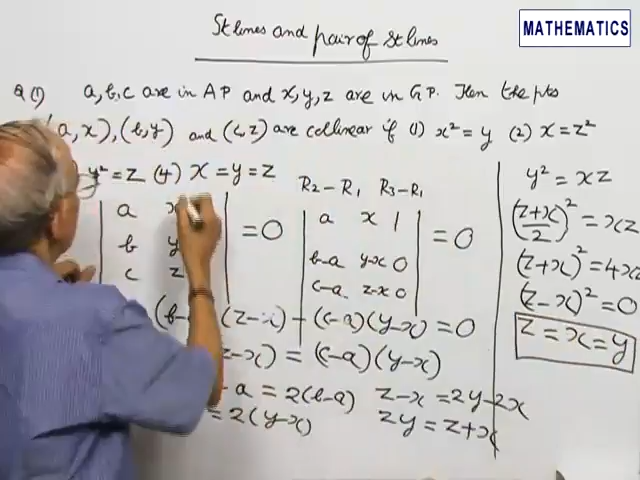 MATHEMATICS
St lines and pair of St lines
Q(1) a, b, c are in AP and x, y, z are in G P. Then the pts
(a, x), (b, y) and (c, z) are collinear if (1) x² = y (2) x = z²
y² = z (4) x = y = z
a x
b y
c z
= 0
R2 - R1 R3 - R1
a x 1
b-a y-x 0
c-a z-x 0
= 0
(b- (z-x) - (c-a)(y-x) = 0
z-x) = (c-a)(y-x)
- a = 2(b-a) z-x = 2y-2x
= 2(y-x) 2y = z+x
y² = xz
(z+x/2)² = xz
(z+x)² = 4xz
(z-x)² = 0
z = x = y